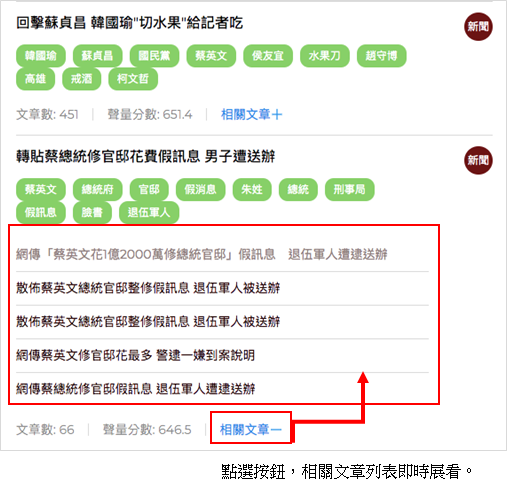 回擊蘇貞昌 韓國瑜"切水果"給記者吃
新聞
韓國瑜 蘇貞昌 國民黨 蔡英文 侯友宜 水果刀 趙守博
高雄 戒酒 柯文哲
文章數: 451 | 聲量分數: 651.4 | 相關文章＋
轉貼蔡總統修官邸花費假訊息 男子遭送辦
新聞
蔡英文 總統府 官邸 假消息 朱姓 總統 刑事局
假訊息 臉書 退伍軍人
網傳「蔡英文花1億2000萬修總統官邸」假訊息　退伍軍人遭逮送辦
散佈蔡英文總統官邸整修假訊息 退伍軍人被送辦
散佈蔡英文總統官邸整修假訊息 退伍軍人被送辦
網傳蔡英文修官邸花最多 警逮一嫌到案說明
網傳蔡總統修官邸假訊息 退伍軍人遭逮送辦
文章數: 66 | 聲量分數: 646.5 | 相關文章－
點選按鈕，相關文章列表即時展看。